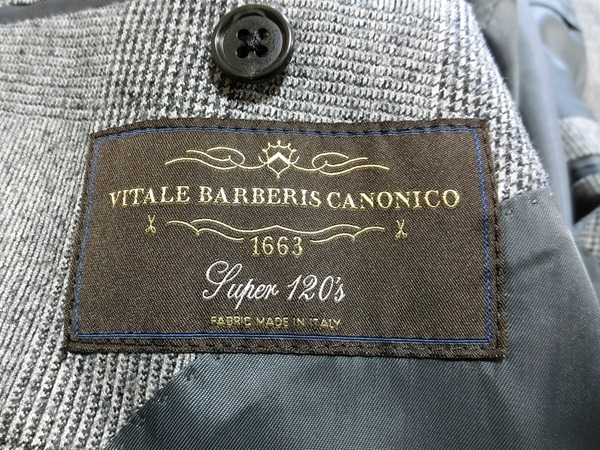 VITALE BARBERIS CANONICO
1663
Super 120's
FABRIC MADE IN ITALY